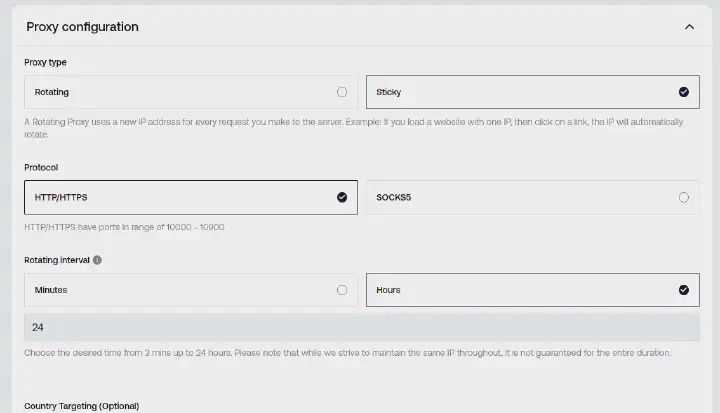 Proxy configuration
Proxy type
Rotating
Sticky
A Rotating Proxy uses a new IP address for every request you make to the server. Example: if you load a website with one IP, then click on a link, the IP will automatically
rotate.
Protocol
HTTP/HTTPS
SOCKS5
HTTP/HTTPS have ports in range of 10000 - 10900
Rotating interval
Minutes
Hours
24
Choose the desired time from 3 mins up to 24 hours. Please note that while we strive to maintain the same IP throughout, it is not guaranteed for the entire duration.
Country Targeting (Optional)